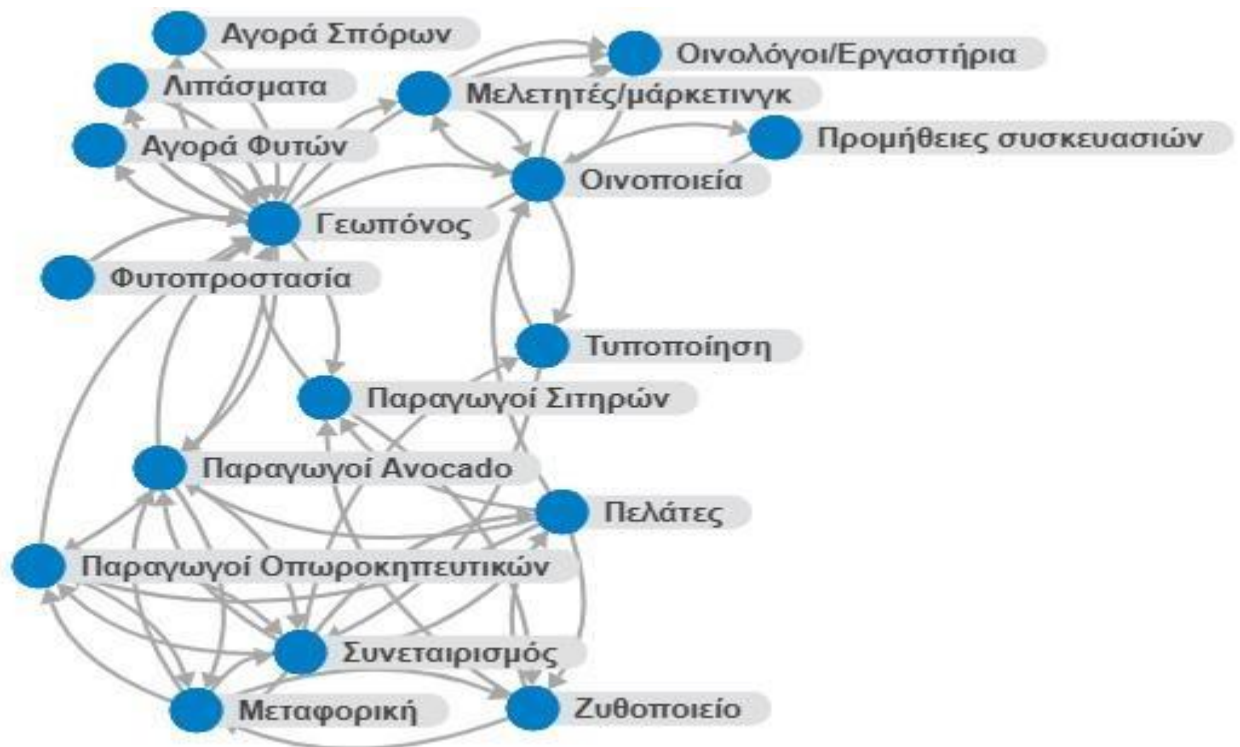 Αγορά Σπόρων
Οινολόγοι/Εργαστήρια
Λιπάσματα
Μελετητές/μάρκετινγκ
Προμήθειες συσκευασιών
Αγορά Φυτών
Οινοποιεία
Γεωπόνος
Φυτοπροστασία
Τυποποίηση
Παραγωγοί Σιτηρών
Παραγωγοί Avocado
Πελάτες
Παραγωγοί Οπωροκηπευτικών
Συνεταιρισμός
Μεταφορική
Ζυθοποιείο